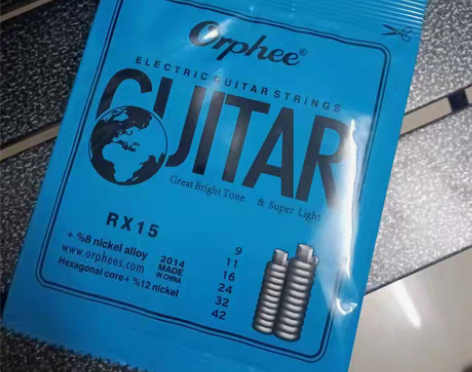 Orphee®
ELECTRIC GUITAR STRINGS
GUITAR
Great Bright Tone & Super Light
RX15
+ %8 nickel alloy
www.orphees.com
Hexagonal core+ %12 nickel
2014
MADE
IN CHINA
9
11
16
24
32
42